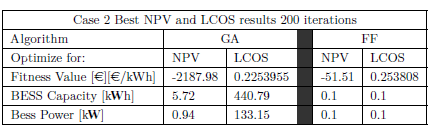 Case 2 Best NPV and LCOS results 200 iterations
Algorithm GA FF
Optimize for: NPV LCOS NPV LCOS
Fitness Value [€][€/kWh] -2187.98 0.2253955 -51.51 0.253808
BESS Capacity [kWh] 5.72 440.79 0.1 0.1
Bess Power [kW] 0.94 133.15 0.1 0.1